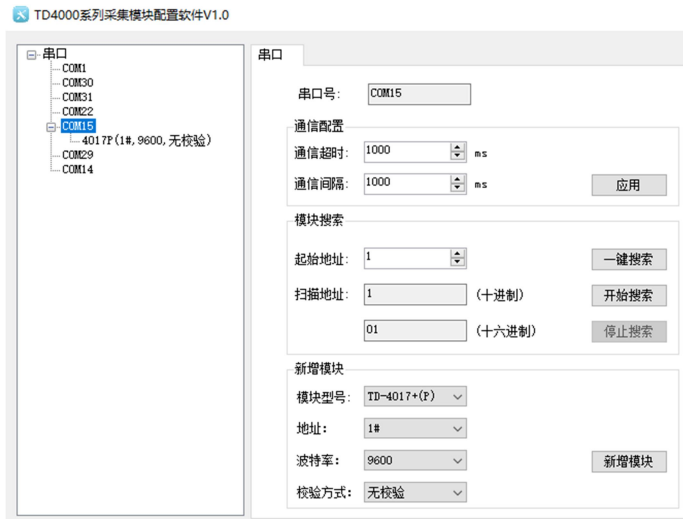 TD4000系列采集模块配置软件V1.0
串口
COM1
COM30
COM31
COM22
COM15
4017P(1#,9600,无校验)
COM29
COM14
串口
串口号: COM15
通信配置
通信超时: 1000 ms
通信间隔: 1000 ms 应用
模块搜索
起始地址: 1 一键搜索
扫描地址: 1 (十进制) 开始搜索
01 (十六进制) 停止搜索
新增模块
模块型号: TD-4017+(P)
地址: 1#
波特率: 9600 新增模块
校验方式: 无校验